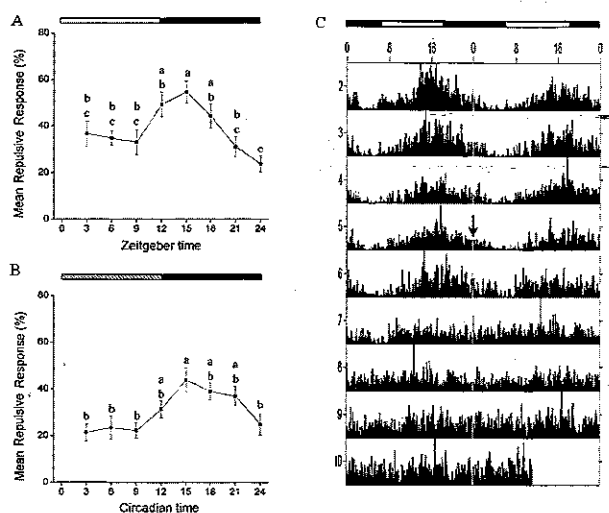 A
a
a
b
b
b
b
a
b
b
c
c
c
c
c
80
60
40
20
0
Mean Repulsive Response (%)
0 3 6 9 12 15 18 21 24
Zeitgeber time
B
a
a
a
a
b
b
b
b
b
b
b
80
60
40
20
0
Mean Repulsive Response (%)
0 3 6 9 12 15 18 21 24
Circadian time
C
0 8 16 0 8 16 0
2
3
4
5
6
7
8
9
10